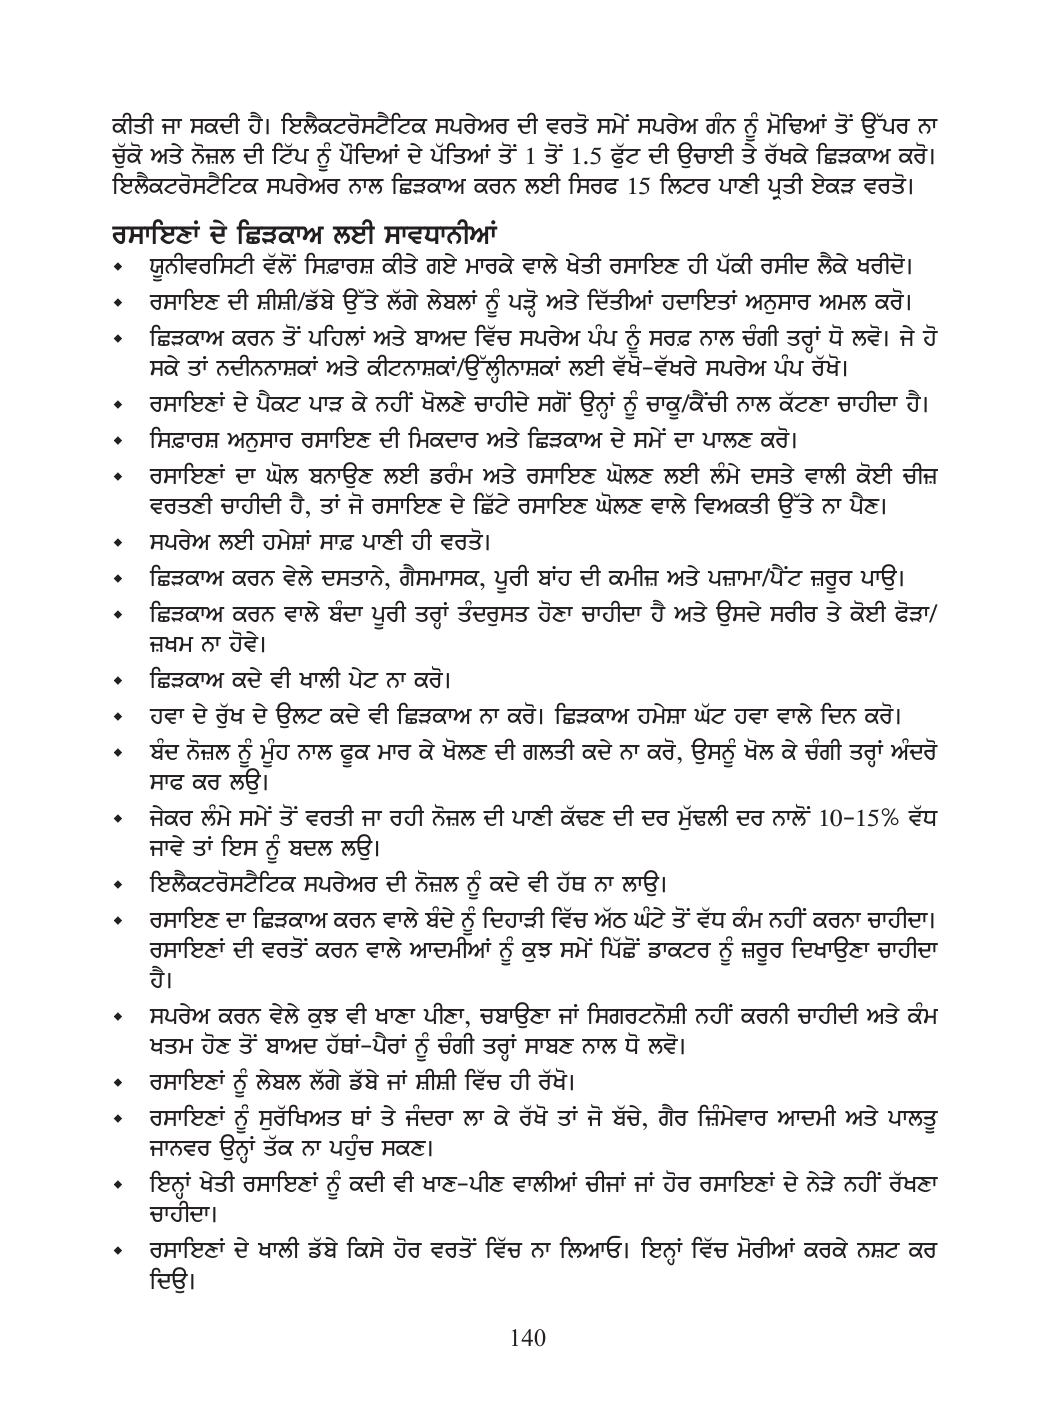 ਕੀਤੀ ਜਾ ਸਕਦੀ ਹੈ। ਇਲੈਕਟਰੋਸਟੈਟਿਕ ਸਪਰੇਅਰ ਦੀ ਵਰਤੋ ਸਮੇਂ ਸਪਰੇਅ ਗੰਨ ਨੂੰ ਮੋਢਿਆਂ ਤੋਂ ਉੱਪਰ ਨਾ
ਚੁੱਕੋ ਅਤੇ ਨੋਜ਼ਲ ਦੀ ਟਿੱਪ ਨੂੰ ਪੌਦਿਆਂ ਦੇ ਪੱਤਿਆਂ ਤੋਂ 1 ਤੋਂ 1.5 ਫੁੱਟ ਦੀ ਉਚਾਈ ਤੇ ਰੱਖਕੇ ਛਿੜਕਾਅ ਕਰੋ।
ਇਲੈਕਟਰੋਸਟੈਟਿਕ ਸਪਰੇਅਰ ਨਾਲ ਛਿੜਕਾਅ ਕਰਨ ਲਈ ਸਿਰਫ 15 ਲਿਟਰ ਪਾਣੀ ਪ੍ਰਤੀ ਏਕੜ ਵਰਤੋ।
ਰਸਾਇਣਾਂ ਦੇ ਛਿੜਕਾਅ ਲਈ ਸਾਵਧਾਨੀਆਂ
⬥ ਯੂਨੀਵਰਸਿਟੀ ਵੱਲੋਂ ਸਿਫ਼ਾਰਸ਼ ਕੀਤੇ ਗਏ ਮਾਰਕੇ ਵਾਲੇ ਖੇਤੀ ਰਸਾਇਣ ਹੀ ਪੱਕੀ ਰਸੀਦ ਲੈਕੇ ਖਰੀਦੋ।
⬥ ਰਸਾਇਣ ਦੀ ਸ਼ੀਸ਼ੀ/ਡੱਬੇ ਉੱਤੇ ਲੱਗੇ ਲੇਬਲਾਂ ਨੂੰ ਪੜ੍ਹੋ ਅਤੇ ਦਿੱਤੀਆਂ ਹਦਾਇਤਾਂ ਅਨੁਸਾਰ ਅਮਲ ਕਰੋ।
⬥ ਛਿੜਕਾਅ ਕਰਨ ਤੋਂ ਪਹਿਲਾਂ ਅਤੇ ਬਾਅਦ ਵਿੱਚ ਸਪਰੇਅ ਪੰਪ ਨੂੰ ਸਰਫ਼ ਨਾਲ ਚੰਗੀ ਤਰ੍ਹਾਂ ਧੋ ਲਵੋ। ਜੇ ਹੋ
ਸਕੇ ਤਾਂ ਨਦੀਨਨਾਸ਼ਕਾਂ ਅਤੇ ਕੀਟਨਾਸ਼ਕਾਂ/ਉੱਲ੍ਹੀਨਾਸ਼ਕਾਂ ਲਈ ਵੱਖੋ-ਵੱਖਰੇ ਸਪਰੇਅ ਪੰਪ ਰੱਖੋ।
⬥ ਰਸਾਇਣਾਂ ਦੇ ਪੈਕਟ ਪਾੜ ਕੇ ਨਹੀਂ ਖੋਲਣੇ ਚਾਹੀਦੇ ਸਗੋਂ ਉਨ੍ਹਾਂ ਨੂੰ ਚਾਕੂ/ਕੈਂਚੀ ਨਾਲ ਕੱਟਣਾ ਚਾਹੀਦਾ ਹੈ।
⬥ ਸਿਫ਼ਾਰਸ਼ ਅਨੁਸਾਰ ਰਸਾਇਣ ਦੀ ਮਿਕਦਾਰ ਅਤੇ ਛਿੜਕਾਅ ਦੇ ਸਮੇਂ ਦਾ ਪਾਲਣ ਕਰੋ।
⬥ ਰਸਾਇਣਾਂ ਦਾ ਘੋਲ ਬਨਾਉਣ ਲਈ ਡਰੰਮ ਅਤੇ ਰਸਾਇਣ ਘੋਲਣ ਲਈ ਲੰਮੇ ਦਸਤੇ ਵਾਲੀ ਕੋਈ ਚੀਜ਼
ਵਰਤਣੀ ਚਾਹੀਦੀ ਹੈ, ਤਾਂ ਜੋ ਰਸਾਇਣ ਦੇ ਛਿੱਟੇ ਰਸਾਇਣ ਘੋਲਣ ਵਾਲੇ ਵਿਅਕਤੀ ਉੱਤੇ ਨਾ ਪੈਣ।
⬥ ਸਪਰੇਅ ਲਈ ਹਮੇਸ਼ਾਂ ਸਾਫ਼ ਪਾਣੀ ਹੀ ਵਰਤੋ।
⬥ ਛਿੜਕਾਅ ਕਰਨ ਵੇਲੇ ਦਸਤਾਨੇ, ਗੈਸਮਾਸਕ, ਪੂਰੀ ਬਾਂਹ ਦੀ ਕਮੀਜ਼ ਅਤੇ ਪਜ਼ਾਮਾ/ਪੈਂਟ ਜ਼ਰੂਰ ਪਾਉ।
⬥ ਛਿੜਕਾਅ ਕਰਨ ਵਾਲੇ ਬੰਦਾ ਪੂਰੀ ਤਰ੍ਹਾਂ ਤੰਦਰੁਸਤ ਹੋਣਾ ਚਾਹੀਦਾ ਹੈ ਅਤੇ ਉਸਦੇ ਸਰੀਰ ਤੇ ਕੋਈ ਫੋੜਾ/
ਜ਼ਖਮ ਨਾ ਹੋਵੇ।
⬥ ਛਿੜਕਾਅ ਕਦੇ ਵੀ ਖਾਲੀ ਪੇਟ ਨਾ ਕਰੋ।
⬥ ਹਵਾ ਦੇ ਰੁੱਖ ਦੇ ਉਲਟ ਕਦੇ ਵੀ ਛਿੜਕਾਅ ਨਾ ਕਰੋ। ਛਿੜਕਾਅ ਹਮੇਸ਼ਾ ਘੱਟ ਹਵਾ ਵਾਲੇ ਦਿਨ ਕਰੋ।
⬥ ਬੰਦ ਨੋਜ਼ਲ ਨੂੰ ਮੂੰਹ ਨਾਲ ਫੂਕ ਮਾਰ ਕੇ ਖੋਲਣ ਦੀ ਗਲਤੀ ਕਦੇ ਨਾ ਕਰੋ, ਉਸਨੂੰ ਖੋਲ ਕੇ ਚੰਗੀ ਤਰ੍ਹਾਂ ਅੰਦਰੋ
ਸਾਫ ਕਰ ਲਉ।
⬥ ਜੇਕਰ ਲੰਮੇ ਸਮੇਂ ਤੋਂ ਵਰਤੀ ਜਾ ਰਹੀ ਨੋਜ਼ਲ ਦੀ ਪਾਣੀ ਕੱਢਣ ਦੀ ਦਰ ਮੁੱਢਲੀ ਦਰ ਨਾਲੋਂ 10-15% ਵੱਧ
ਜਾਵੇ ਤਾਂ ਇਸ ਨੂੰ ਬਦਲ ਲਉ।
⬥ ਇਲੈਕਟਰੋਸਟੈਟਿਕ ਸਪਰੇਅਰ ਦੀ ਨੋਜ਼ਲ ਨੂੰ ਕਦੇ ਵੀ ਹੱਥ ਨਾ ਲਾਉ।
⬥ ਰਸਾਇਣ ਦਾ ਛਿੜਕਾਅ ਕਰਨ ਵਾਲੇ ਬੰਦੇ ਨੂੰ ਦਿਹਾੜੀ ਵਿੱਚ ਅੱਠ ਘੰਟੇ ਤੋਂ ਵੱਧ ਕੰਮ ਨਹੀਂ ਕਰਨਾ ਚਾਹੀਦਾ।
ਰਸਾਇਣਾਂ ਦੀ ਵਰਤੋਂ ਕਰਨ ਵਾਲੇ ਆਦਮੀਆਂ ਨੂੰ ਕੁਝ ਸਮੇਂ ਪਿੱਛੋਂ ਡਾਕਟਰ ਨੂੰ ਜ਼ਰੂਰ ਦਿਖਾਉਣਾ ਚਾਹੀਦਾ
ਹੈ।
⬥ ਸਪਰੇਅ ਕਰਨ ਵੇਲੇ ਕੁਝ ਵੀ ਖਾਣਾ ਪੀਣਾ, ਚਬਾਉਣਾ ਜਾਂ ਸਿਗਰਟਨੋਸ਼ੀ ਨਹੀਂ ਕਰਨੀ ਚਾਹੀਦੀ ਅਤੇ ਕੰਮ
ਖਤਮ ਹੋਣ ਤੋਂ ਬਾਅਦ ਹੱਥਾਂ-ਪੈਰਾਂ ਨੂੰ ਚੰਗੀ ਤਰ੍ਹਾਂ ਸਾਬਣ ਨਾਲ ਧੋ ਲਵੋ।
⬥ ਰਸਾਇਣਾਂ ਨੂੰ ਲੇਬਲ ਲੱਗੇ ਡੱਬੇ ਜਾਂ ਸ਼ੀਸ਼ੀ ਵਿੱਚ ਹੀ ਰੱਖੋ।
⬥ ਰਸਾਇਣਾਂ ਨੂੰ ਸੁਰੱਖਿਅਤ ਥਾਂ ਤੇ ਜੰਦਰਾ ਲਾ ਕੇ ਰੱਖੋ ਤਾਂ ਜੋ ਬੱਚੇ, ਗੈਰ ਜ਼ਿੰਮੇਵਾਰ ਆਦਮੀ ਅਤੇ ਪਾਲਤੂ
ਜਾਨਵਰ ਉਨ੍ਹਾਂ ਤੱਕ ਨਾ ਪਹੁੰਚ ਸਕਣ।
⬥ ਇਨ੍ਹਾਂ ਖੇਤੀ ਰਸਾਇਣਾਂ ਨੂੰ ਕਦੀ ਵੀ ਖਾਣ-ਪੀਣ ਵਾਲੀਆਂ ਚੀਜਾਂ ਜਾਂ ਹੋਰ ਰਸਾਇਣਾਂ ਦੇ ਨੇੜੇ ਨਹੀਂ ਰੱਖਣਾ
ਚਾਹੀਦਾ।
⬥ ਰਸਾਇਣਾਂ ਦੇ ਖਾਲੀ ਡੱਬੇ ਕਿਸੇ ਹੋਰ ਵਰਤੋਂ ਵਿੱਚ ਨਾ ਲਿਆਓ। ਇਨ੍ਹਾਂ ਵਿੱਚ ਮੋਰੀਆਂ ਕਰਕੇ ਨਸ਼ਟ ਕਰ
ਦਿਉ।
140